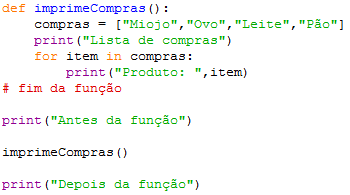 def imprimeCompras():
    compras = ["Miojo","Ovo","Leite","Pão"]
    print("Lista de compras")
    for item in compras:
        print("Produto: ",item)
# fim da função
print("Antes da função")
imprimeCompras()
print("Depois da função")